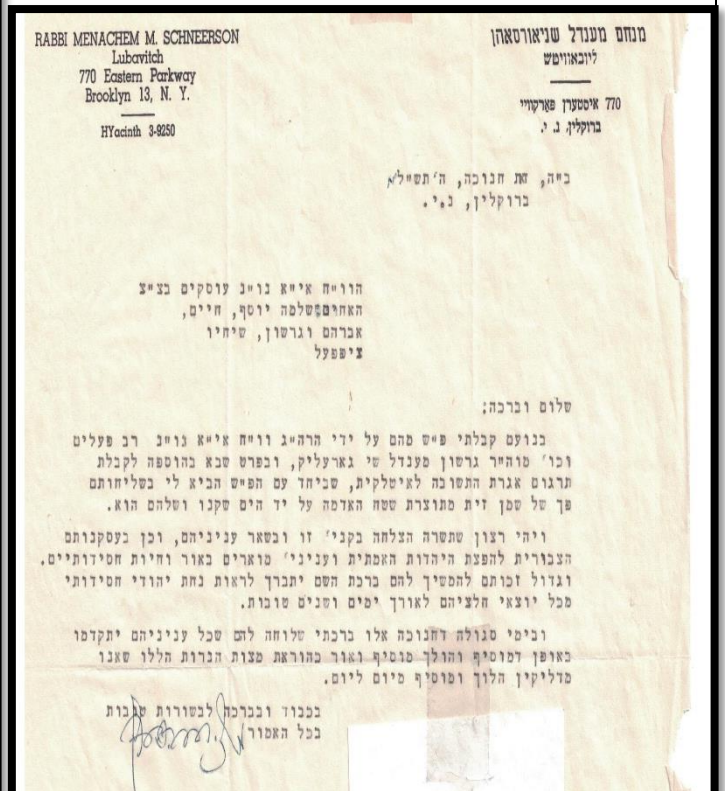 RABBI MENACHEM M. SCHNEERSON
Lubavitch
770 Eastern Parkway
Brooklyn 13, N. Y.
HYacinth 3-9250
מנחם מענדל שניאורסאהן
ליובאוויטש
770 איסטערן פארקוויי
ברוקלין, נ. י.
ב"ה, זאת חנוכה, ה'תשל"א
ברוקלין, נ.י.
הוו"ח אי"א נו"נ עוסקים בצ"צ
האחים שלמה יוסף, חיים,
אברהם וגרשון, שיחיו
ציפפעל
שלום וברכה:
בנועם קבלתי פ"ש מהם על ידי הרה"ג וו"ח אי"א נו"נ רב פעלים
וכו' מוה"ר גרשון מענדל שי' גארעליק, ובפרט שבא בהוספה לקבלת
תרגום אגרת התשובה לאיטלקית, שביחד עם הפ"ש הביא לי בשליחותם
פך של שמן זית מתוצרת שטח האדמה על יד הים שקנו ושלהם הוא.
ויהי רצון שתשרה הצלחה בקני' זו ובשאר עניניהם, וכן בעסקנותם
הצבורית להפצת היהדות האמתית ועניני' מוארים באור וחיות חסידותיים.
וגדול זכותם להמשיך להם ברכת השם יתברך לראות נחת יהודי חסידותי
מכל יוצאי חלציהם לאורך ימים ושנים טובות.
ובימי סגולה דחנוכה אלו ברכתי שלוחה להם שכל עניניהם יתקדמו
באופן דמוסיף והולך מוסיף ואור כהוראת מצות הנרות הללו שאנו
מדליקין הלוך ומוסיף מיום ליום.
בכבוד ובברכה לבשורות טובות
בכל האמור